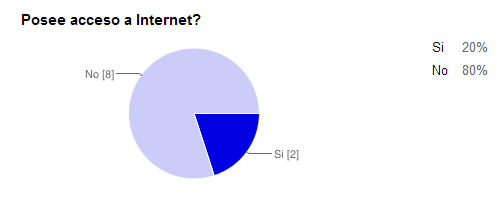 Posee acceso a Internet?
Si 20%
No 80%
No [8]
Si [2]